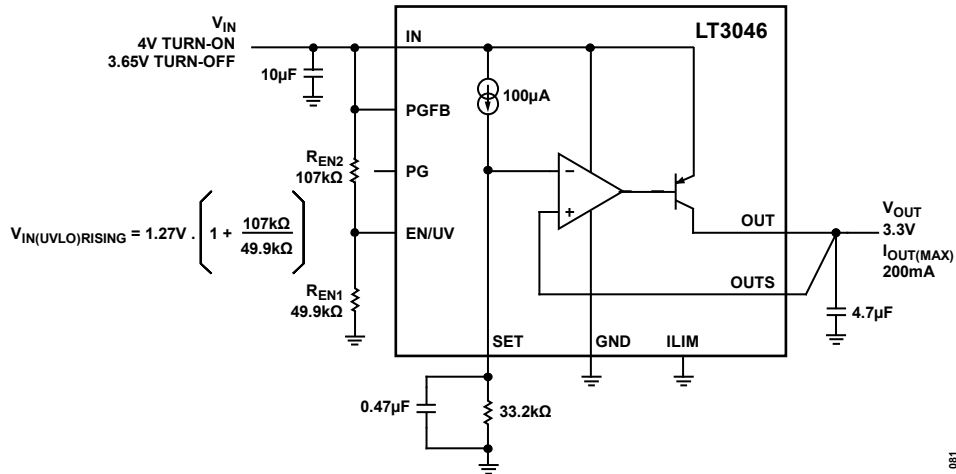 V_IN
4V TURN-ON
3.65V TURN-OFF
10µF
IN
LT3046
100µA
PGFB
R_EN2
107kΩ
PG
V_IN(UVLO)RISING = 1.27V . ( 1 + 107kΩ / 49.9kΩ )
EN/UV
R_EN1
49.9kΩ
−
+
OUT
OUTS
V_OUT
3.3V
I_OUT(MAX)
200mA
4.7µF
SET
GND
ILIM
0.47µF
33.2kΩ
081